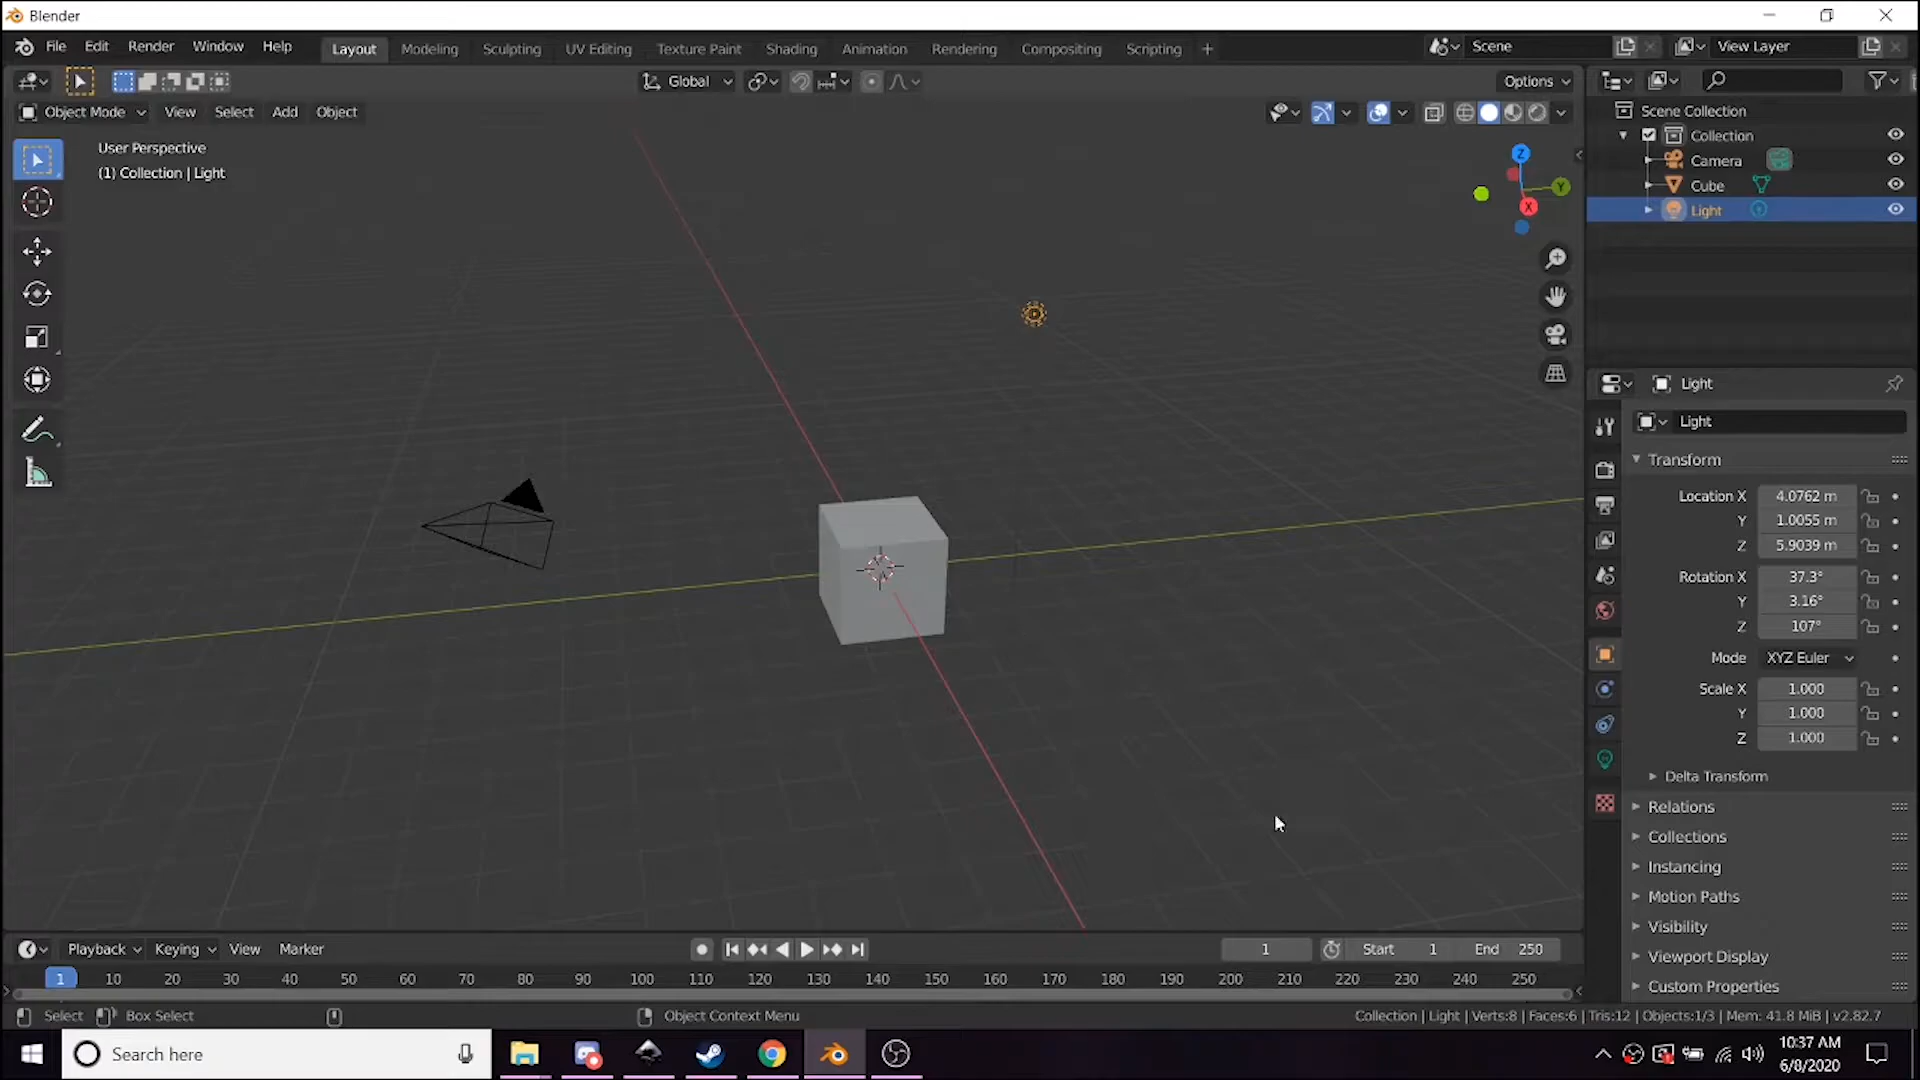 Blender
File Edit Render Window Help Layout Modeling Sculpting UV Editing Texture Paint Shading Animation Rendering Compositing Scripting + Scene View Layer
Global Options
Object Mode View Select Add Object
User Perspective
(1) Collection | Light
Z
Y
X
Scene Collection
Collection
Camera
Cube
Light
Light
Light
Transform
Location X 4.0762 m
Y 1.0055 m
Z 5.9039 m
Rotation X 37.3°
Y 3.16°
Z 107°
Mode XYZ Euler
Scale X 1.000
Y 1.000
Z 1.000
Delta Transform
Relations
Collections
Instancing
Motion Paths
Visibility
Viewport Display
Custom Properties
Playback Keying View Marker 1 Start 1 End 250
1 10 20 30 40 50 60 70 80 90 100 110 120 130 140 150 160 170 180 190 200 210 220 230 240 250
Select Box Select Object Context Menu Collection | Light | Verts:8 | Faces:6 | Tris:12 | Objects:1/3 | Mem: 41.8 MiB | v2.82.7
Search here
10:37 AM
6/8/2020